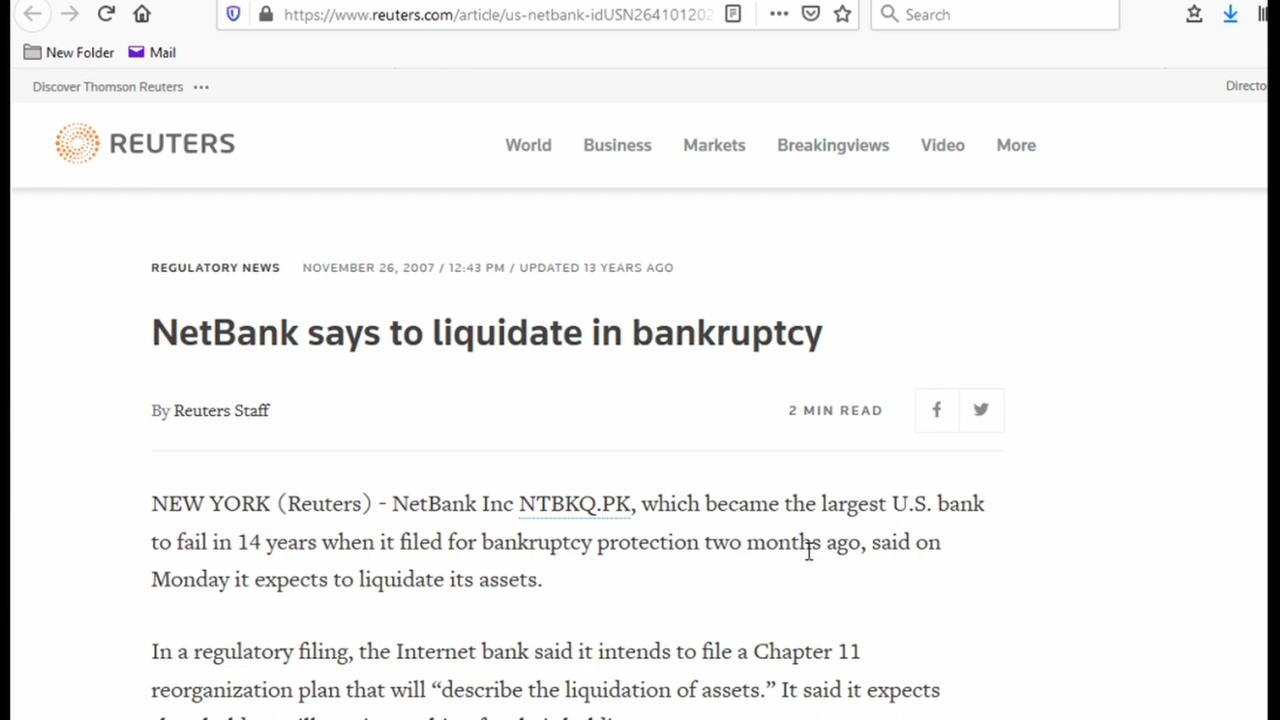 https://www.reuters.com/article/us-netbank-idUSN264101202
Search
New Folder Mail
Discover Thomson Reuters ...
Directo
REUTERS World Business Markets Breakingviews Video More
REGULATORY NEWS NOVEMBER 26, 2007 / 12:43 PM / UPDATED 13 YEARS AGO
NetBank says to liquidate in bankruptcy
By Reuters Staff
2 MIN READ
NEW YORK (Reuters) - NetBank Inc NTBKQ.PK, which became the largest U.S. bank
to fail in 14 years when it filed for bankruptcy protection two months ago, said on
Monday it expects to liquidate its assets.
In a regulatory filing, the Internet bank said it intends to file a Chapter 11
reorganization plan that will “describe the liquidation of assets.” It said it expects